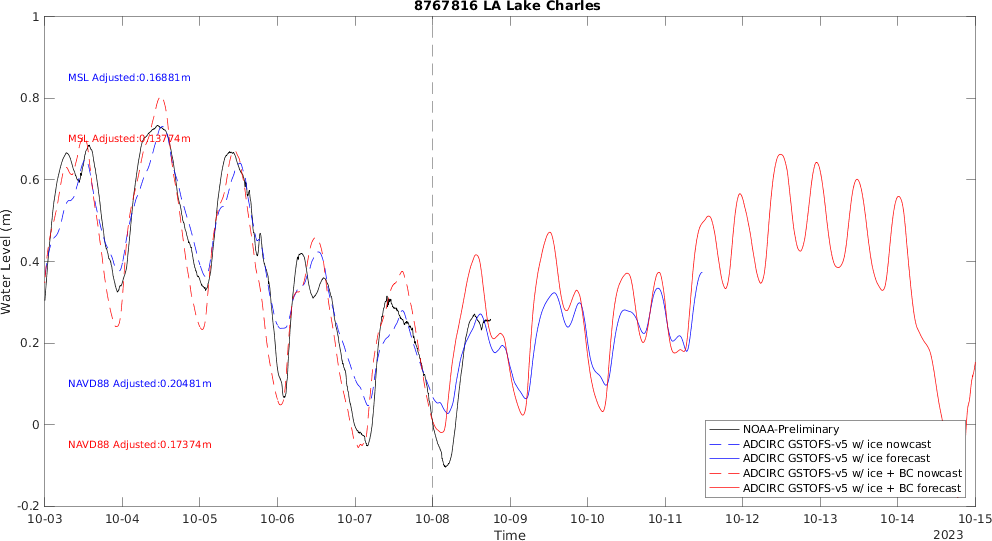 8767816 LA Lake Charles
Water Level (m)
1
0.8
0.6
0.4
0.2
0
-0.2
MSL Adjusted:0.16881m
MSL Adjusted:0.13774m
NAVD88 Adjusted:0.20481m
NAVD88 Adjusted:0.17374m
NOAA-Preliminary
ADCIRC GSTOFS-v5 w/ ice nowcast
ADCIRC GSTOFS-v5 w/ ice forecast
ADCIRC GSTOFS-v5 w/ ice + BC nowcast
ADCIRC GSTOFS-v5 w/ ice + BC forecast
10-03 10-04 10-05 10-06 10-07 10-08 10-09 10-10 10-11 10-12 10-13 10-14 10-15
Time
2023